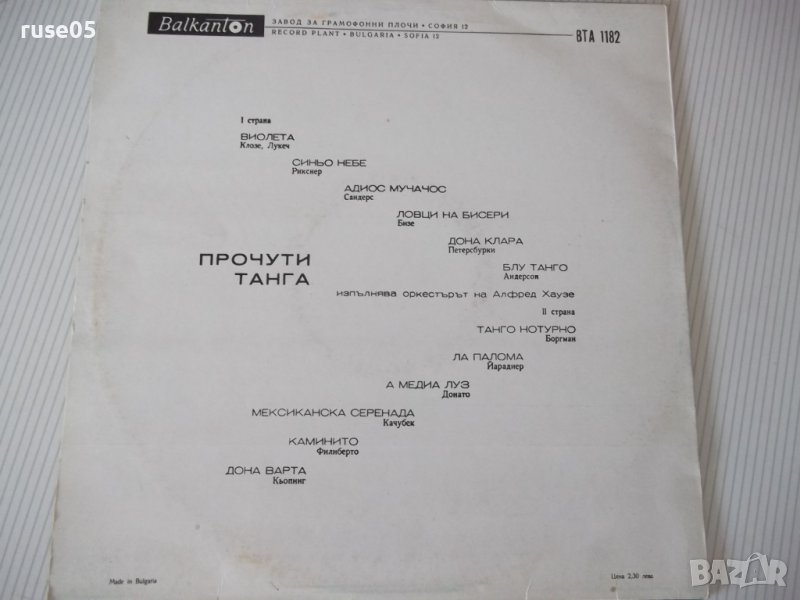 ruse05
Balkanton
ЗАВОД ЗА ГРАМОФОННИ ПЛОЧИ • СОФИЯ 12
RECORD PLANT • BULGARIA • SOFIA 12
ВТА 1182
I страна
ВИОЛЕТА
Клозе, Лукеч
СИНЬО НЕБЕ
Рикснер
АДИОС МУЧАЧОС
Сандерс
ЛОВЦИ НА БИСЕРИ
Бизе
ДОНА КЛАРА
Петерсбурки
БЛУ ТАНГО
Андерсон
ПРОЧУТИ
ТАНГА
изпълнява оркестърът на Алфред Хаузе
II страна
ТАНГО НОТУРНО
Боргман
ЛА ПАЛОМА
Йарадиер
А МЕДИА ЛУЗ
Донато
МЕКСИКАНСКА СЕРЕНАДА
Качубек
КАМИНИТО
Филиберто
ДОНА ВАРТА
Кьопинг
Made in Bulgaria
Цена 2,30 лева
BAZAR